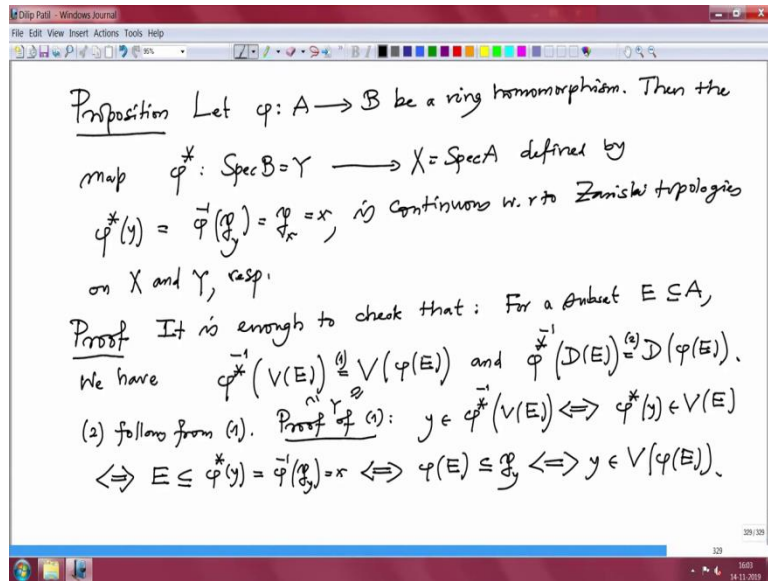 Dilip Patil - Windows Journal
File Edit View Insert Actions Tools Help
Proposition Let φ: A → B be a ring homomorphism. Then the
map φ*: Spec B = Y → X = Spec A defined by
φ*(y) = φ⁻¹(𝔭_y) = 𝔭_x = x, is continuous w.r.to Zariski topologies
on X and Y, resp.
Proof It is enough to check that: For a subset E ⊆ A,
We have φ*⁻¹(V(E)) (1)= V(φ(E)) and φ*⁻¹(D(E)) (2)= D(φ(E)).
(2) follows from (1). Proof of (1): y ∈ φ*⁻¹(V(E)) ⟺ φ*(y) ∈ V(E)
⟺ E ⊆ φ*(y) = φ⁻¹(𝔭_y) = x ⟺ φ(E) ⊆ 𝔭_y ⟺ y ∈ V(φ(E)).
329/329
329
16:03
14-11-2019